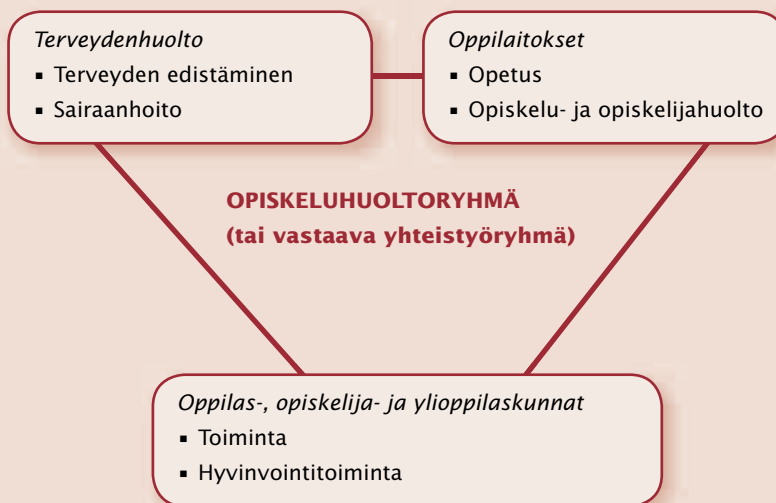 Terveydenhuolto
▪ Terveyden edistäminen
▪ Sairaanhoito
Oppilaitokset
▪ Opetus
▪ Opiskelu- ja opiskelijahuolto
OPISKELUHUOLTORYHMÄ
(tai vastaava yhteistyöryhmä)
Oppilas-, opiskelija- ja ylioppilaskunnat
▪ Toiminta
▪ Hyvinvointitoiminta